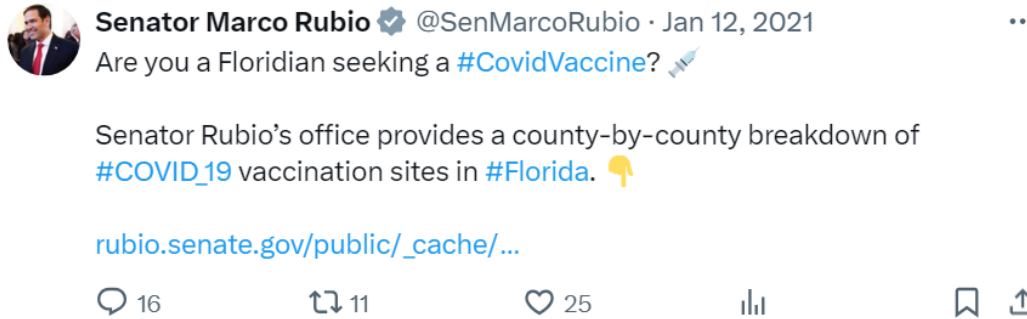 Senator Marco Rubio @SenMarcoRubio · Jan 12, 2021
Are you a Floridian seeking a #CovidVaccine? 💉
Senator Rubio’s office provides a county-by-county breakdown of
#COVID_19 vaccination sites in #Florida. 👇
rubio.senate.gov/public/_cache/...
16 11 25